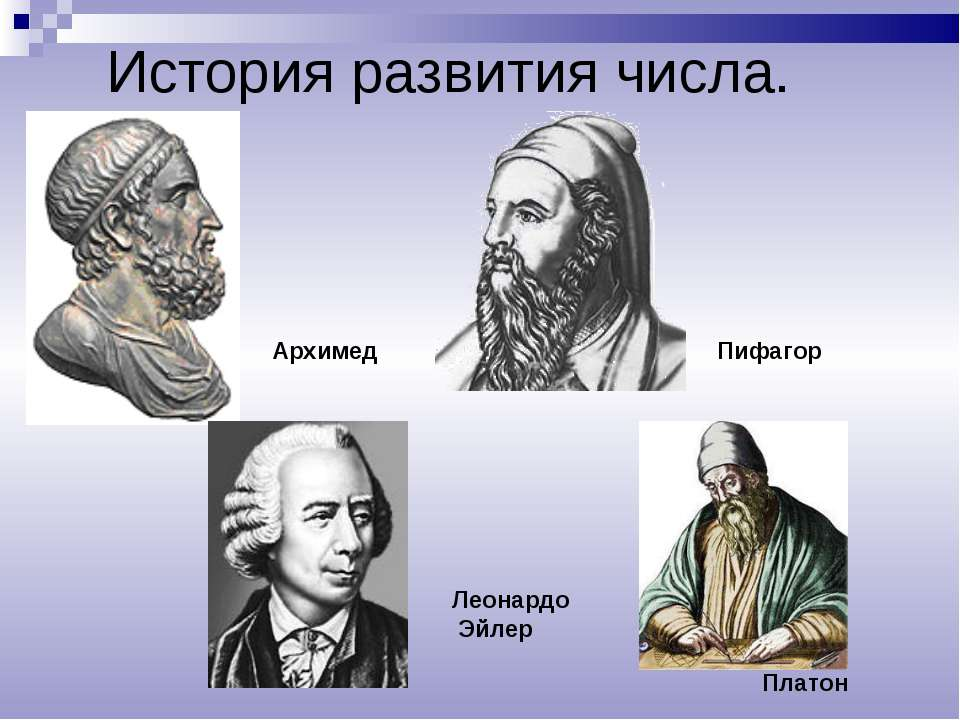 История развития числа.
Архимед
Пифагор
Леонардо
Эйлер
Платон